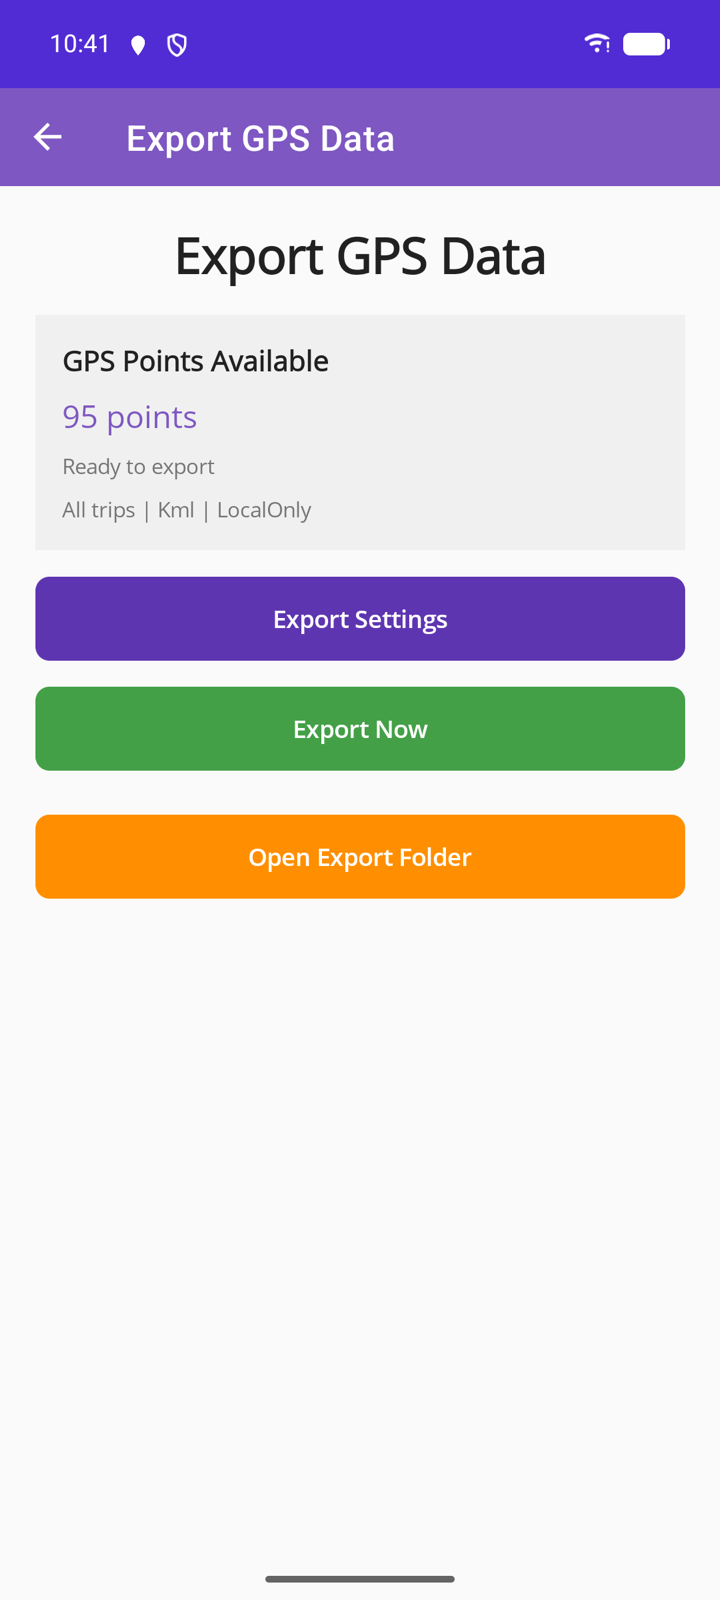 10:41
Export GPS Data
Export GPS Data
GPS Points Available
95 points
Ready to export
All trips | Kml | LocalOnly
Export Settings
Export Now
Open Export Folder